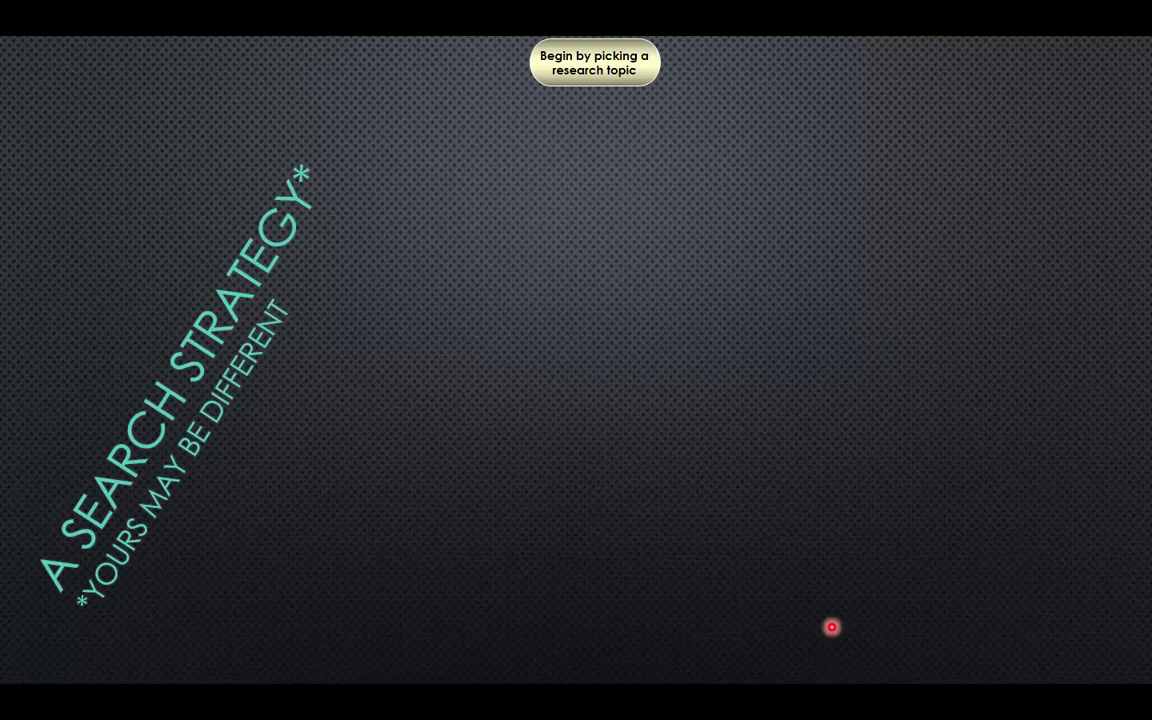 Begin by picking a
research topic
A SEARCH STRATEGY*
*YOURS MAY BE DIFFERENT